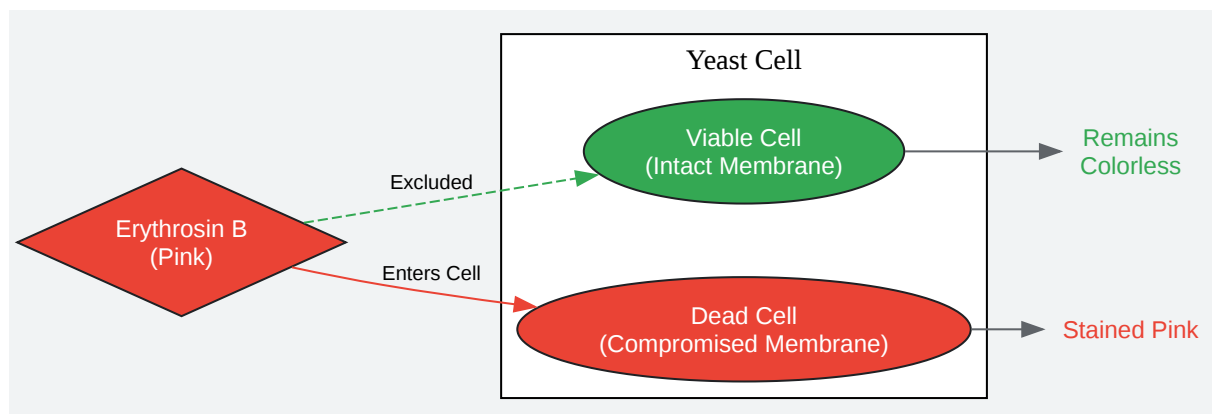 Yeast Cell
Viable Cell
(Intact Membrane)
Remains
Colorless
Excluded
Erythrosin B
(Pink)
Enters Cell
Dead Cell
(Compromised Membrane)
Stained Pink